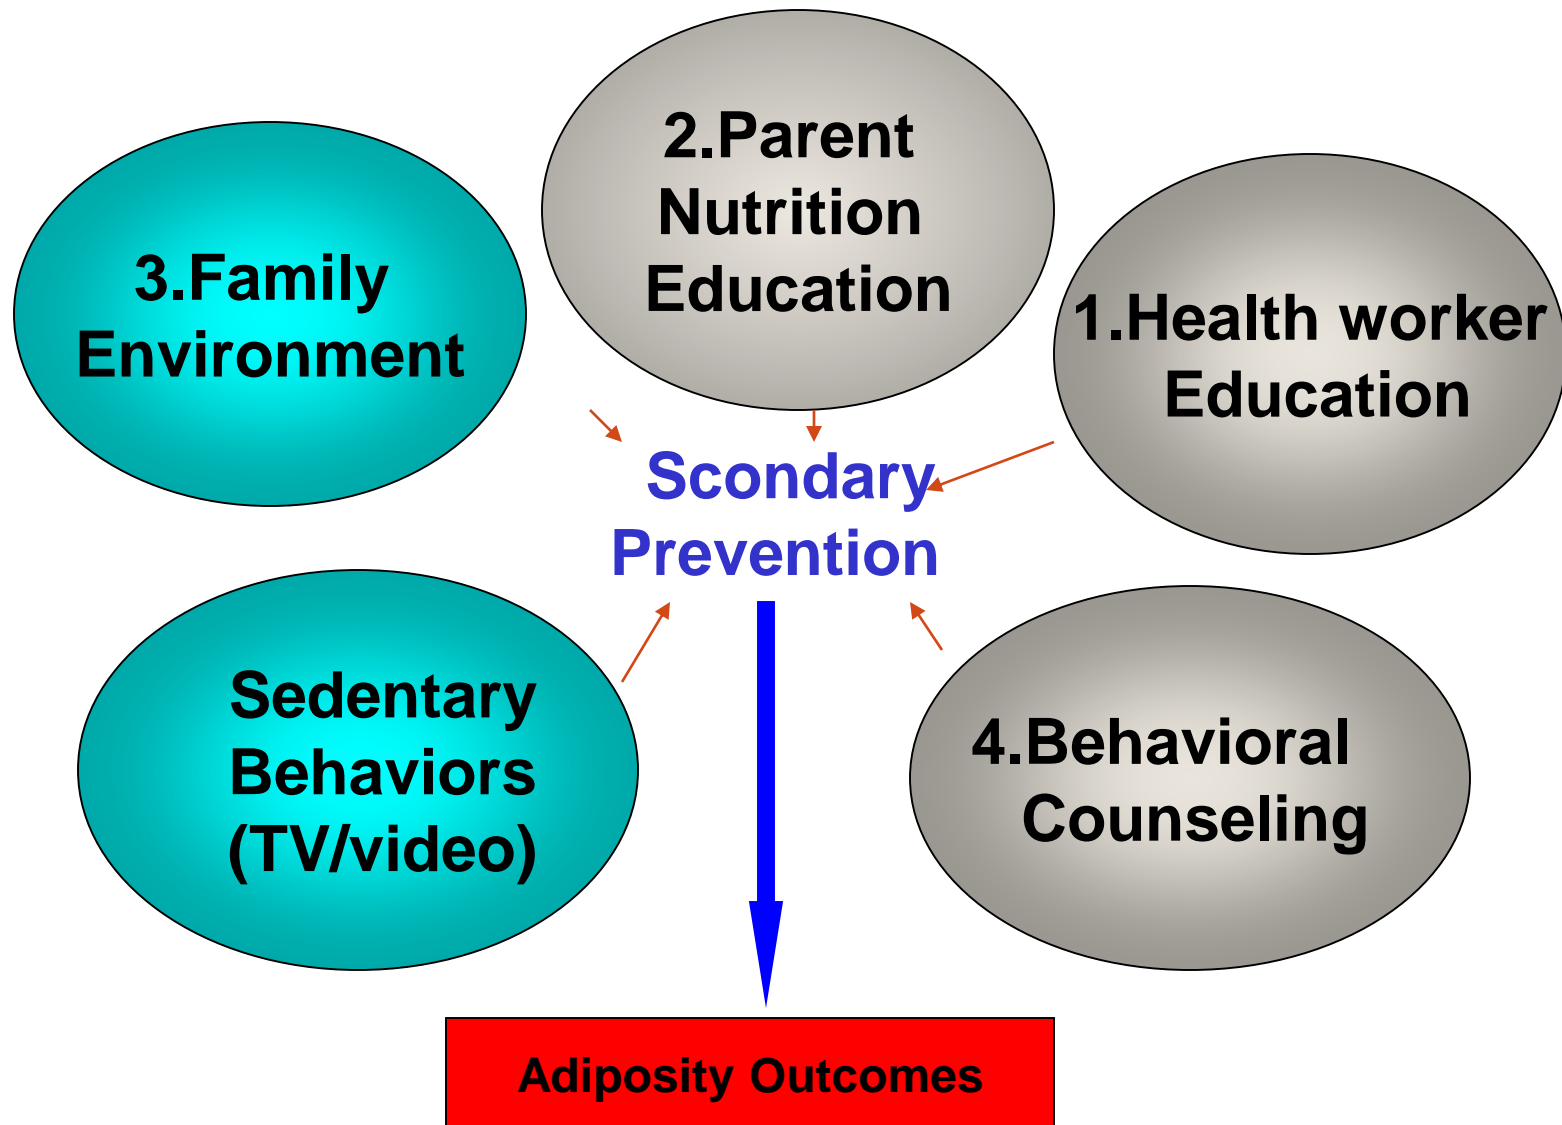 2.Parent
Nutrition
Education
3.Family
Environment
1.Health worker
Education
Scondary
Prevention
Sedentary
Behaviors
(TV/video)
4.Behavioral
Counseling
Adiposity Outcomes